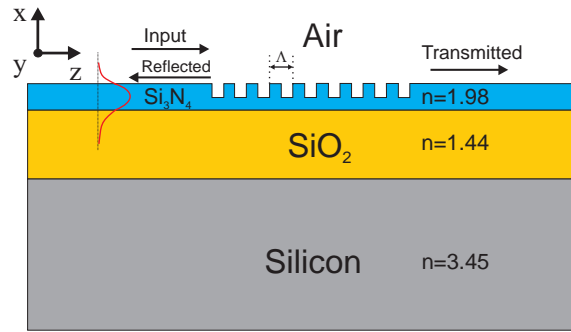 x
y
z
Input
Reflected
Air
Λ
Transmitted
Si₃N₄
n=1.98
SiO₂
n=1.44
Silicon
n=3.45